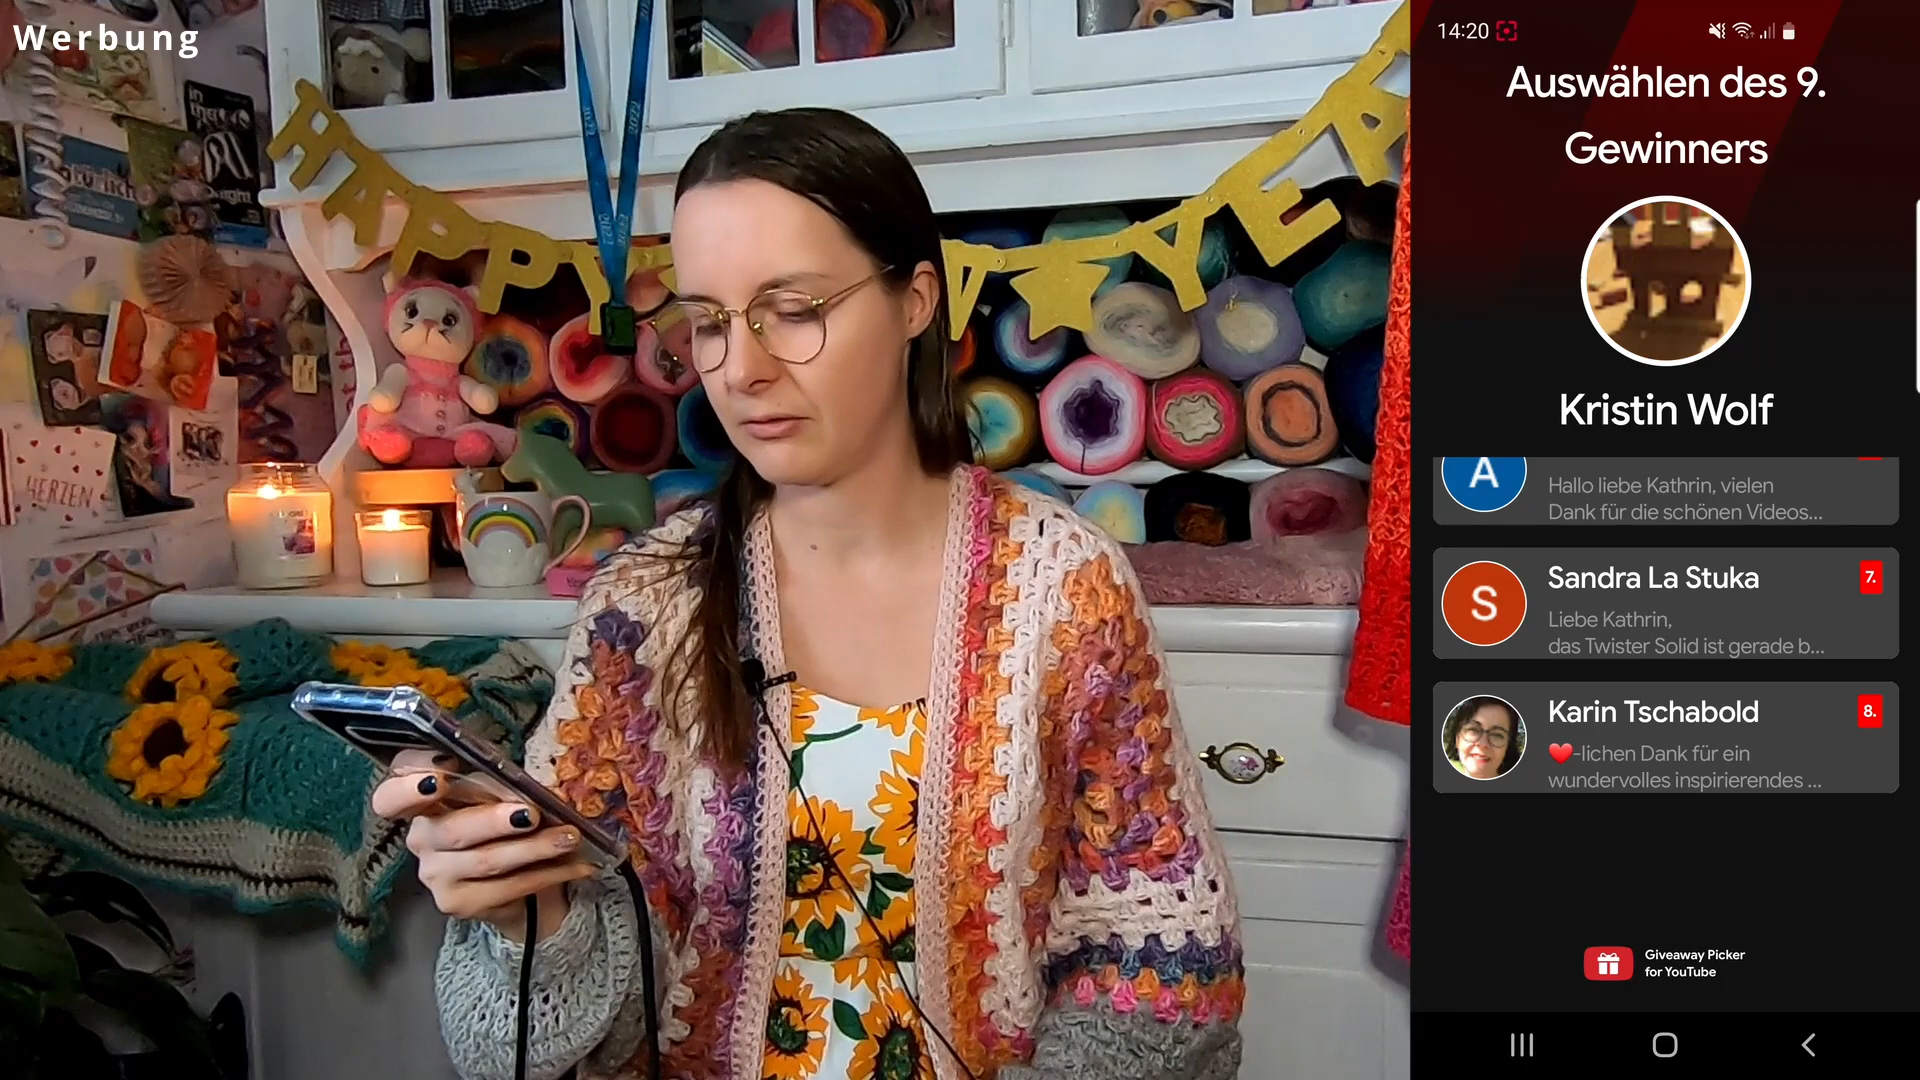 Werbung
14:20
Auswählen des 9.
Gewinners
Kristin Wolf
A
Hallo liebe Kathrin, vielen
Dank für die schönen Videos...
S
Sandra La Stuka
7.
Liebe Kathrin,
das Twister Solid ist gerade b...
Karin Tschabold
8.
❤️-lichen Dank für ein
wundervolles inspirierendes ...
Giveaway Picker
for YouTube
HAPPY
YEA
2022
HERZEN